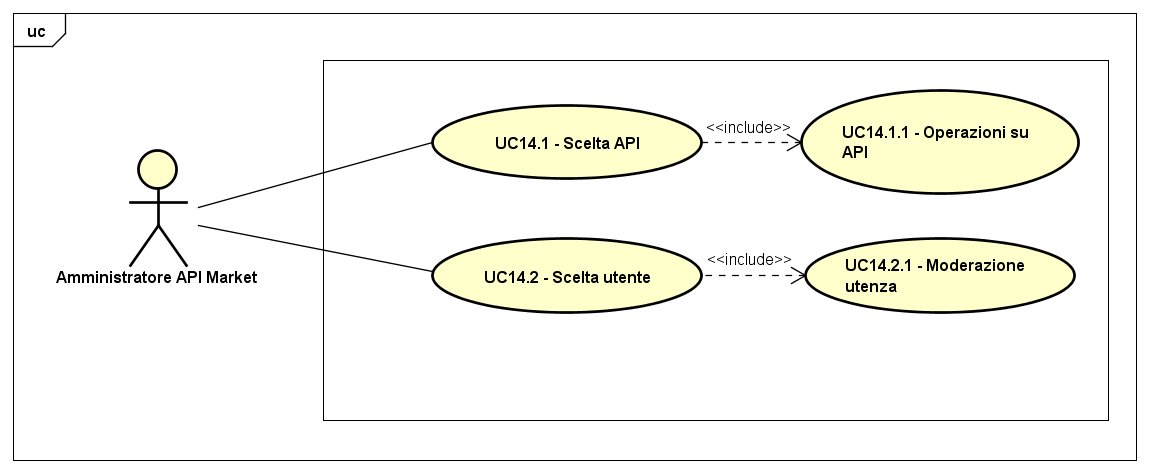 uc
UC14.1 - Scelta API
<<include>>
UC14.1.1 - Operazioni su
API
Amministratore API Market
UC14.2 - Scelta utente
<<include>>
UC14.2.1 - Moderazione
utenza